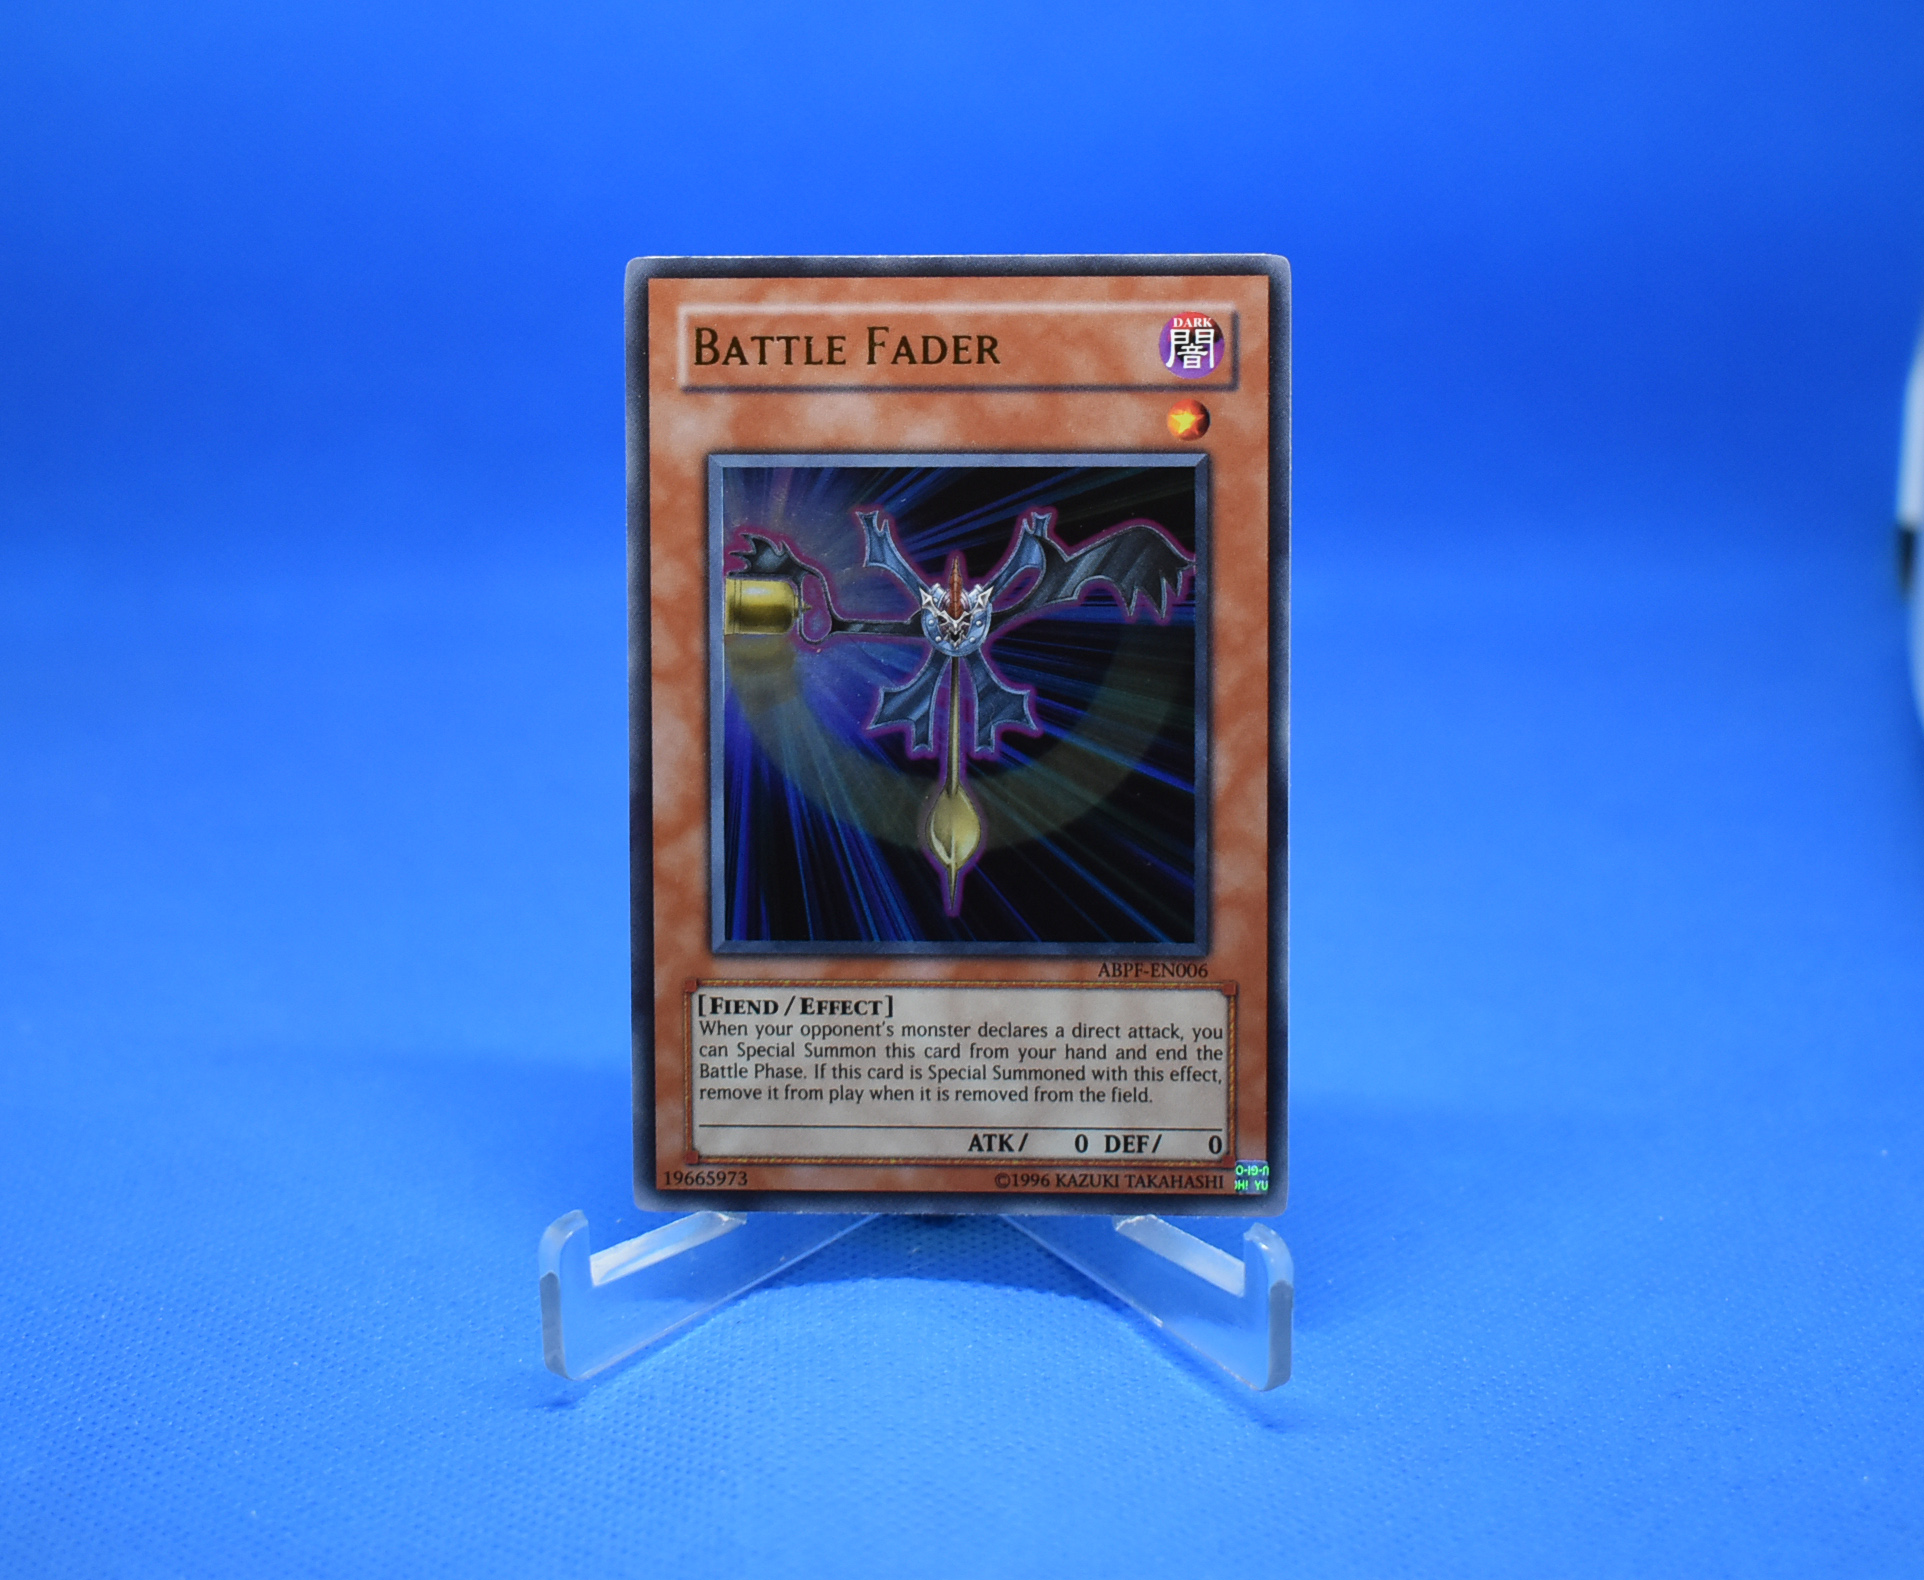 BATTLE FADER
DARK
闇
ABPF-EN006
[FIEND / EFFECT]
When your opponent's monster declares a direct attack, you
can Special Summon this card from your hand and end the
Battle Phase. If this card is Special Summoned with this effect,
remove it from play when it is removed from the field.
ATK/ 0 DEF/ 0
19665973
©1996 KAZUKI TAKAHASHI